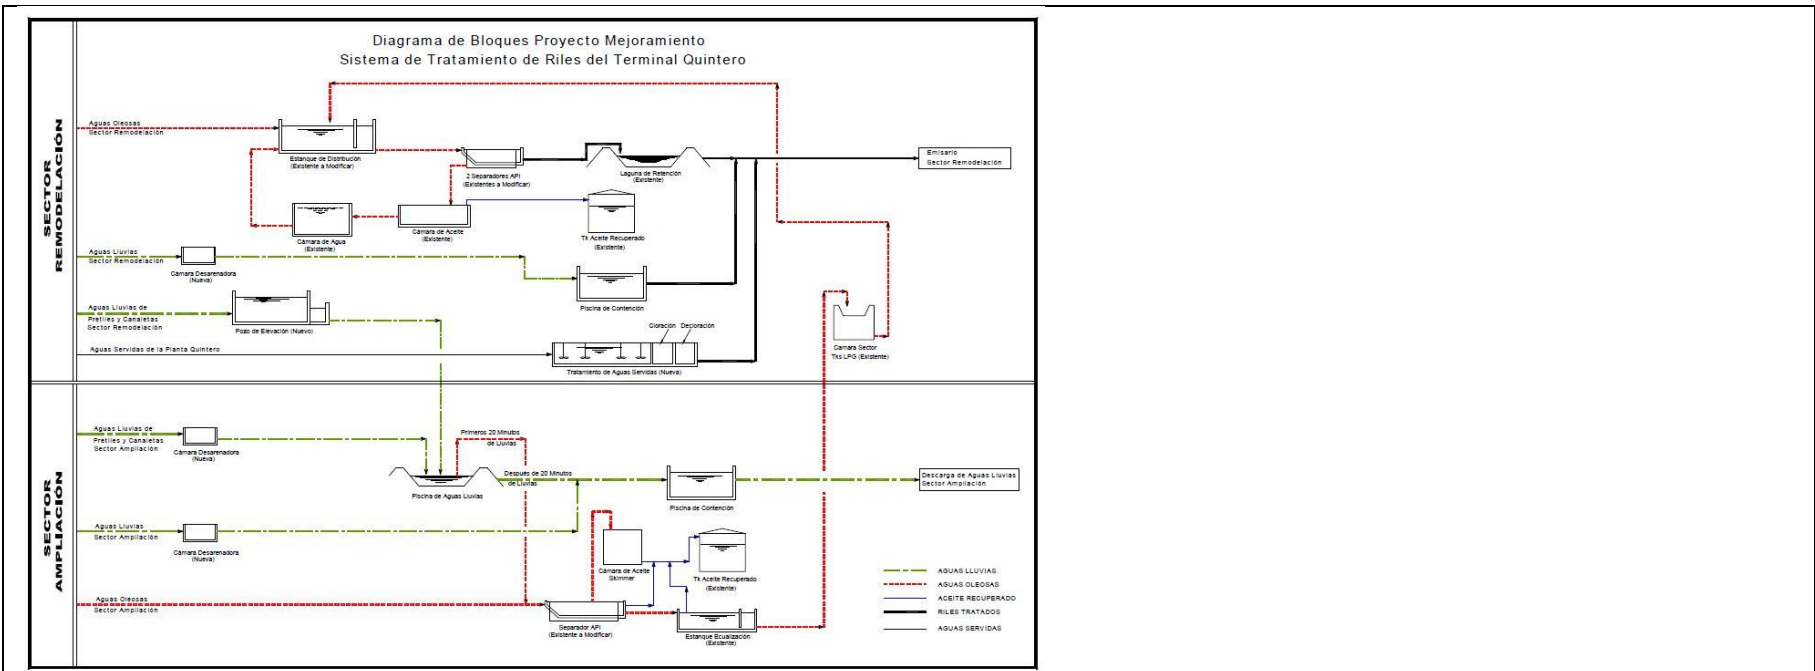 Diagrama de Bloques Proyecto Mejoramiento
Sistema de Tratamiento de Riles del Terminal Quintero
SECTOR
REMODELACIÓN
Aguas Oleosas
Sector Remodelación
Estanque de Distribución
(Existente a Modificar)
2 Separadores API
(Existentes a Modificar)
Laguna de Retención
(Existente)
Emisario
Sector Remodelación
Cámara de Agua
(Existente)
Cámara de Aceite
(Existente)
Tk Aceite Recuperado
(Existente)
Aguas Lluvias
Sector Remodelación
Cámara Desarenadora
(Nueva)
Piscina de Contención
Aguas Lluvias de
Pretiles y Canaletas
Sector Remodelación
Pozo de Elevación (Nuevo)
Cloración
Decloración
Camara Sector
Tks LPG (Existente)
Aguas Servidas de la Planta Quintero
Tratamiento de Aguas Servidas (Nueva)
SECTOR
AMPLIACIÓN
Aguas Lluvias de
Pretiles y Canaletas
Sector Ampliación
Cámara Desarenadora
(Nueva)
Primeros 20 Minutos
de Lluvias
Piscina de Aguas Lluvias
Después de 20 Minutos
de Lluvias
Piscina de Contención
Descarga de Aguas Lluvias
Sector Ampliación
Aguas Lluvias
Sector Ampliación
Cámara Desarenadora
(Nueva)
Cámara de Aceite
Skimmer
Tk Aceite Recuperado
(Existente)
Aguas Oleosas
Sector Ampliación
Separador API
(Existente a Modificar)
Estanque Ecualización
(Existente)
AGUAS LLUVIAS
AGUAS OLEOSAS
ACEITE RECUPERADO
RILES TRATADOS
AGUAS SERVIDAS